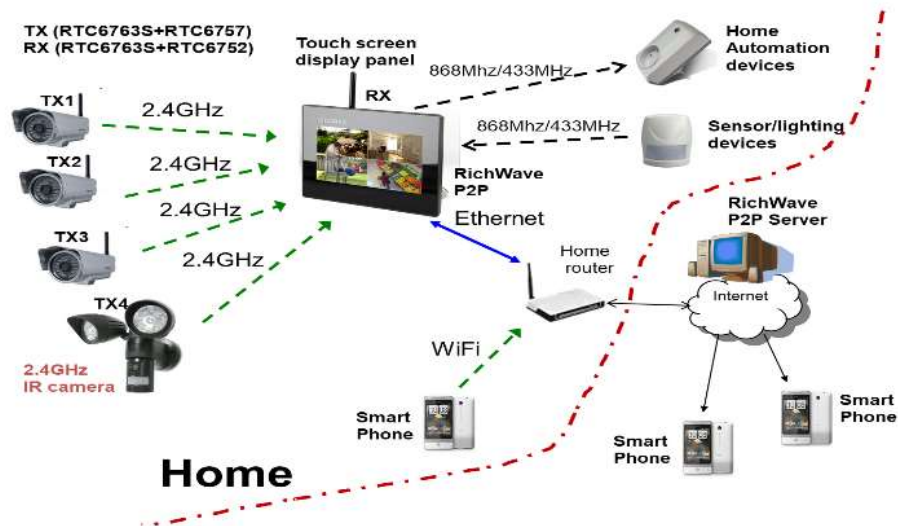 TX (RTC6763S+RTC6757)
RX (RTC6763S+RTC6752)
Touch screen
display panel
RX
868Mhz/433MHz
Home
Automation
devices
TX1
2.4GHz
868Mhz/433MHz
Sensor/lighting
devices
TX2
2.4GHz
RichWave
P2P
TX3
2.4GHz
Ethernet
RichWave
P2P Server
TX4
2.4GHz
Home
router
Internet
2.4GHz
IR camera
WiFi
Smart
Phone
Smart
Phone
Smart
Phone
Home